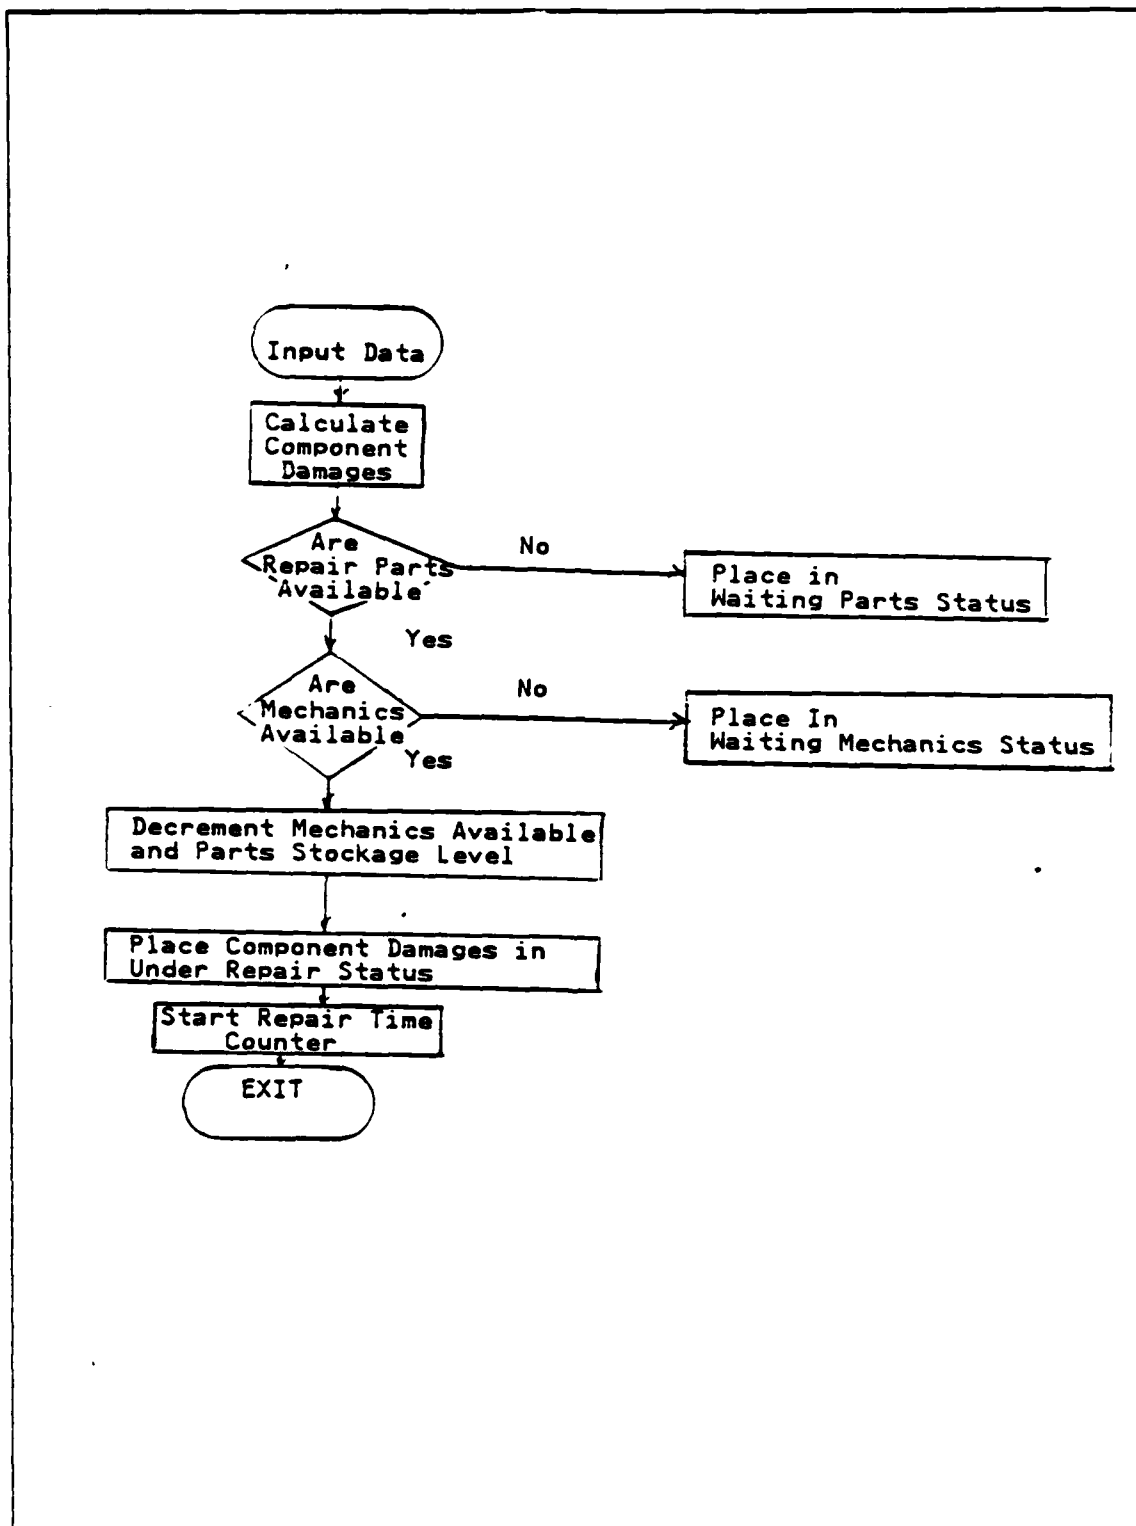 Input Data
Calculate
Component
Damages
Are
Repair Parts
Available
No
Place in
Waiting Parts Status
Yes
Are
Mechanics
Available
No
Place In
Waiting Mechanics Status
Yes
Decrement Mechanics Available
and Parts Stockage Level
Place Component Damages in
Under Repair Status
Start Repair Time
Counter
EXIT